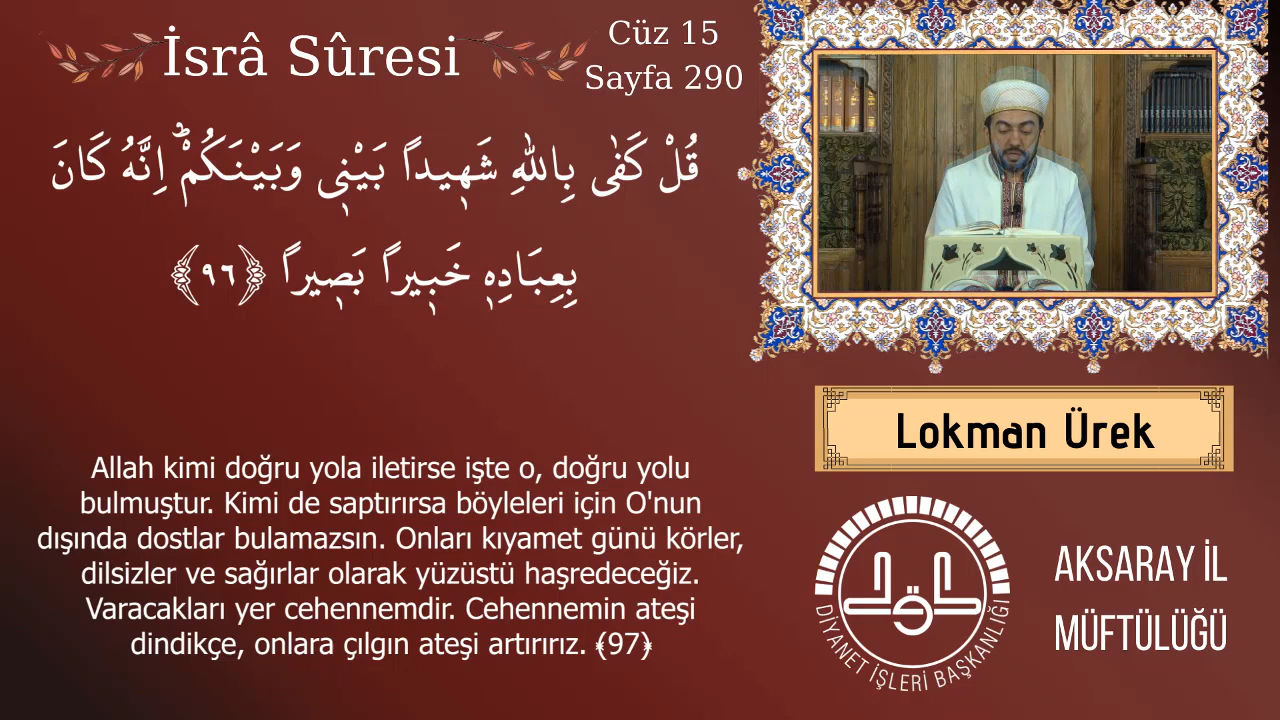 İsrâ Sûresi
Cüz 15
Sayfa 290
قُلْ كَفٰى بِاللّٰهِ شَهٖيداً بَيْنٖي وَبَيْنَكُمْؕ اِنَّهُ كَانَ
بِعِبَادِهٖ خَبٖيراً بَصٖيراً ﴿٩٦﴾
Allah kimi doğru yola iletirse işte o, doğru yolu
bulmuştur. Kimi de saptırırsa böyleleri için O'nun
dışında dostlar bulamazsın. Onları kıyamet günü körler,
dilsizler ve sağırlar olarak yüzüstü haşredeceğiz.
Varacakları yer cehennemdir. Cehennemin ateşi
dindikçe, onlara çılgın ateşi artırırız. ﴾97﴿
Lokman Ürek
DİYANET İŞLERİ BAŞKANLIĞI
AKSARAY İL
MÜFTÜLÜĞÜ